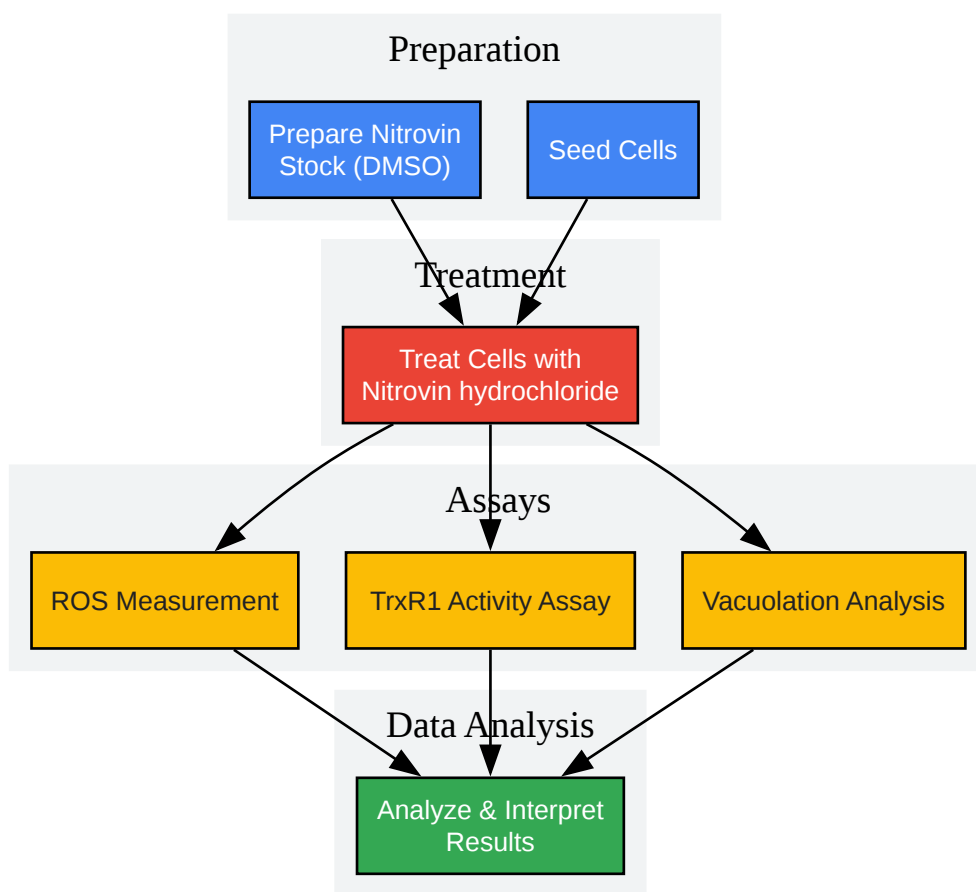 Preparation
Prepare Nitrovin
Stock (DMSO)
Seed Cells
Treatment
Treat Cells with
Nitrovin hydrochloride
Assays
ROS Measurement
TrxR1 Activity Assay
Vacuolation Analysis
Data Analysis
Analyze & Interpret
Results